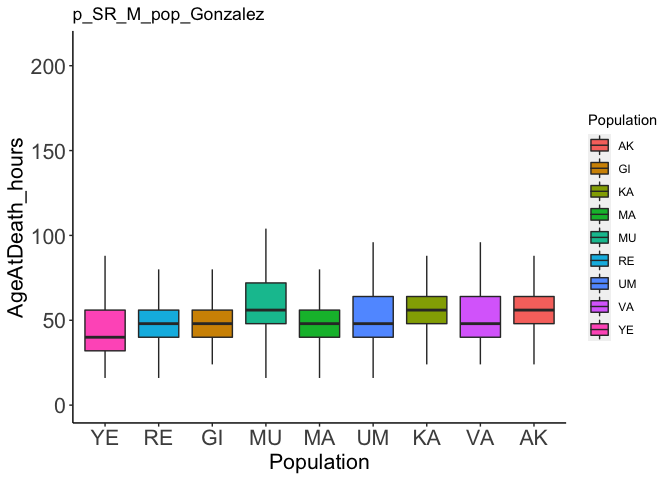 p_SR_M_pop_Gonzalez
AgeAtDeath_hours
200
150
100
50
0
YE RE GI MU MA UM KA VA AK
Population
Population
AK
GI
KA
MA
MU
RE
UM
VA
YE